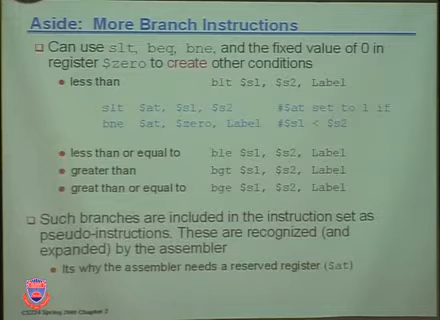 Aside: More Branch Instructions
Can use slt, beq, bne, and the fixed value of 0 in
register $zero to create other conditions
less than blt $s1, $s2, Label
slt $at, $s1, $s2 #$at set to 1 if
bne $at, $zero, Label #$s1 < $s2
less than or equal to ble $s1, $s2, Label
greater than bgt $s1, $s2, Label
great than or equal to bge $s1, $s2, Label
Such branches are included in the instruction set as
pseudo-instructions. These are recognized (and
expanded) by the assembler
Its why the assembler needs a reserved register ($at)
Spring Chapter 2